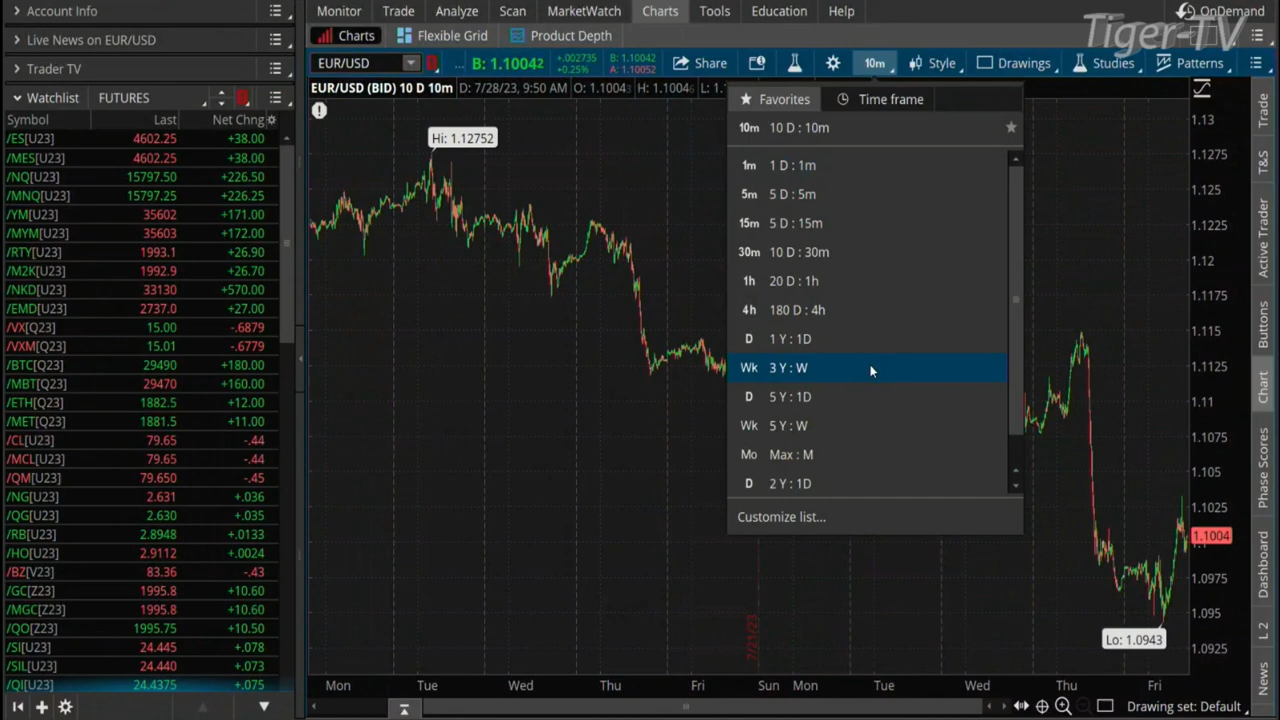 Account Info
Live News on EUR/USD
Trader TV
Watchlist FUTURES
Symbol Last Net Chng
/ES[U23] 4602.25 +38.00
/MES[U23] 4602.25 +38.00
/NQ[U23] 15797.50 +226.50
/MNQ[U23] 15797.25 +226.25
/YM[U23] 35602 +171.00
/MYM[U23] 35603 +172.00
/RTY[U23] 1993.1 +26.90
/M2K[U23] 1992.9 +26.70
/NKD[U23] 33130 +570.00
/EMD[U23] 2737.0 +27.00
/VX[Q23] 15.00 -.6879
/VXM[Q23] 15.01 -.6779
/BTC[Q23] 29490 +180.00
/MBT[Q23] 29470 +160.00
/ETH[Q23] 1882.5 +12.00
/MET[Q23] 1881.5 +11.00
/CL[U23] 79.65 -.44
/MCL[U23] 79.65 -.44
/QM[U23] 79.650 -.45
/NG[U23] 2.631 +.036
/QG[U23] 2.630 +.035
/RB[U23] 2.8948 +.0133
/HO[U23] 2.9112 +.0024
/BZ[V23] 83.36 -.43
/GC[Z23] 1995.8 +10.60
/MGC[Z23] 1995.8 +10.60
/QO[Z23] 1995.75 +10.50
/SI[U23] 24.445 +.078
/SIL[U23] 24.440 +.073
/QI[U23] 24.4375 +.075
Monitor Trade Analyze Scan MarketWatch Charts Tools Education Help
OnDemand
Tiger-TV
Charts Flexible Grid Product Depth
EUR/USD ... B: 1.10042 +.002735 +0.25% B: 1.10042 A: 1.10052 Share 10m Style Drawings Studies Patterns
EUR/USD (BID) 10 D 10m D: 7/28/23, 9:50 AM O: 1.1004 H: 1.1004 L: 1.
Favorites Time frame
10m 10 D : 10m
1m 1 D : 1m
5m 5 D : 5m
15m 5 D : 15m
30m 10 D : 30m
1h 20 D : 1h
4h 180 D : 4h
D 1 Y : 1D
Wk 3 Y : W
D 5 Y : 1D
Wk 5 Y : W
Mo Max : M
D 2 Y : 1D
Customize list...
Hi: 1.12752
Lo: 1.0943
7/21/23
1.13
1.1275
1.125
1.1225
1.12
1.1175
1.115
1.1125
1.11
1.1075
1.105
1.1025
1.1004
1.0975
1.095
1.0925
Mon Tue Wed Thu Fri Sun Mon Tue Wed Thu Fri
Drawing set: Default
Trade
T&S
Active Trader
Buttons
Chart
Phase Scores
Dashboard
L 2
News